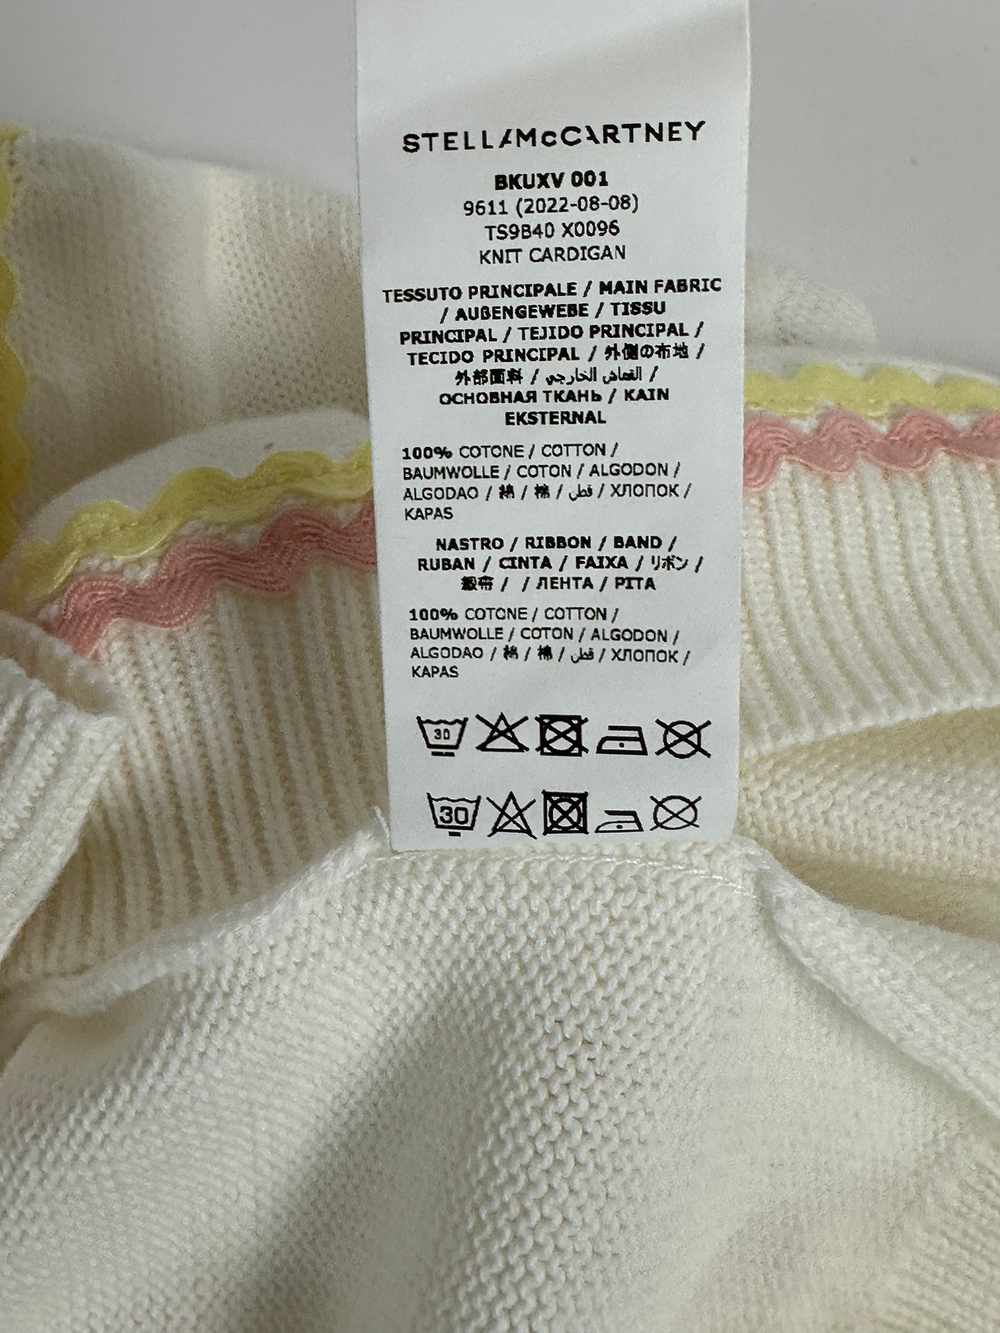 STELLAMcCARTNEY
BKUXV 001
9611 (2022-08-08)
TS9B40 X0096
KNIT CARDIGAN
TESSUTO PRINCIPALE / MAIN FABRIC
/ AUßENGEWEBE / TISSU
PRINCIPAL / TEJIDO PRINCIPAL /
TECIDO PRINCIPAL / 外側の布地 /
外部面料 / القماش الخارجي /
ОСНОВНАЯ ТКАНЬ / KAIN
EKSTERNAL
100% COTONE / COTTON /
BAUMWOLLE / COTON / ALGODON /
ALGODAO / 綿 / 棉 / قطن / ХЛОПОК /
KAPAS
NASTRO / RIBBON / BAND /
RUBAN / CINTA / FAIXA / リボン /
緞帶 / / ЛЕНТА / PITA
100% COTONE / COTTON /
BAUMWOLLE / COTON / ALGODON /
ALGODAO / 綿 / 棉 / قطن / ХЛОПОК /
KAPAS
30
30